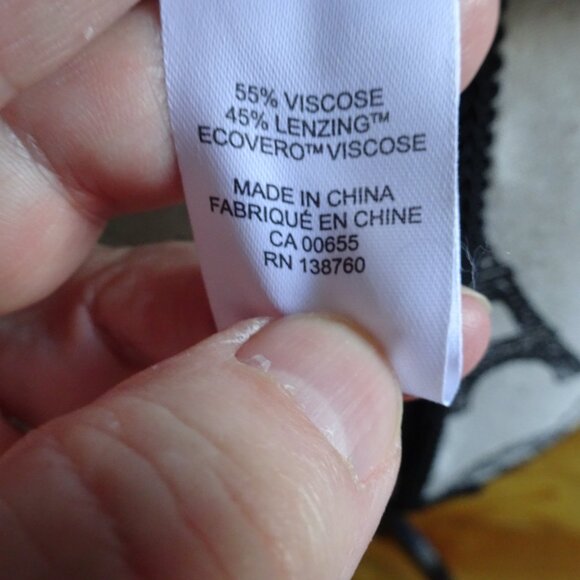 55% VISCOSE
45% LENZING™
ECOVERO™ VISCOSE
MADE IN CHINA
FABRIQUÉ EN CHINE
CA 00655
RN 138760